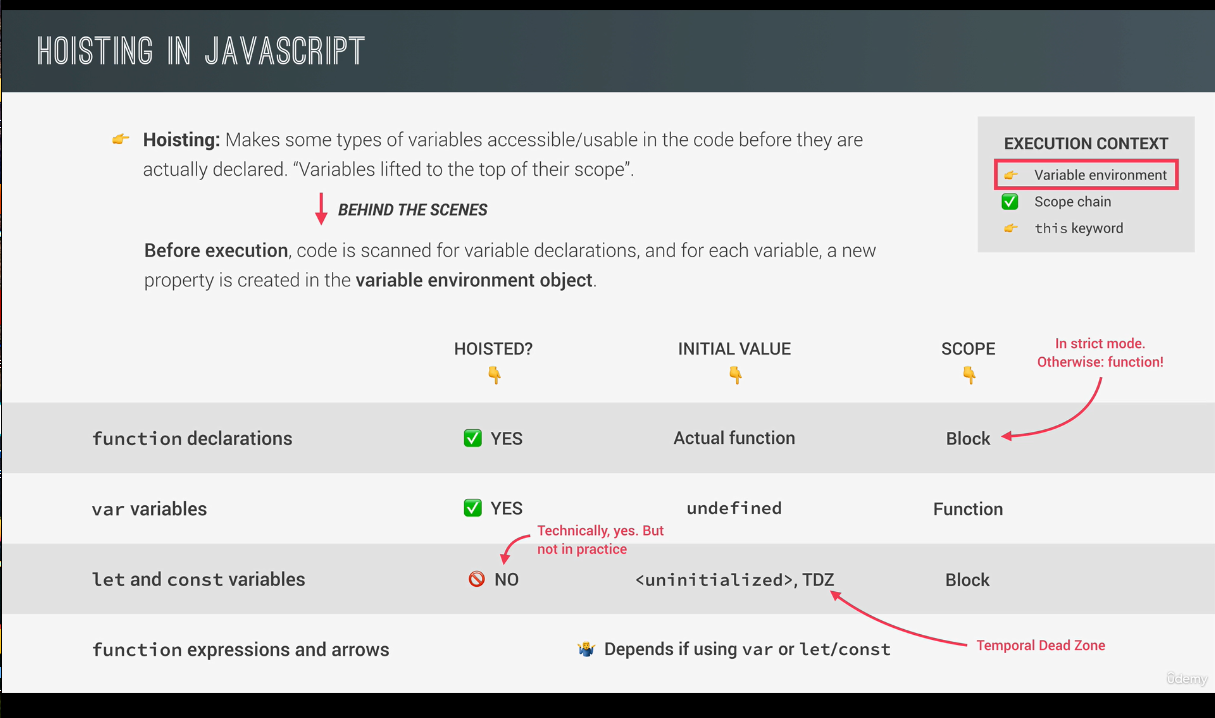 HOISTING IN JAVASCRIPT
Hoisting: Makes some types of variables accessible/usable in the code before they are
actually declared. “Variables lifted to the top of their scope”.
BEHIND THE SCENES
Before execution, code is scanned for variable declarations, and for each variable, a new
property is created in the variable environment object.
EXECUTION CONTEXT
Variable environment
Scope chain
this keyword
HOISTED?
INITIAL VALUE
SCOPE
In strict mode.
Otherwise: function!
function declarations
YES
Actual function
Block
var variables
YES
undefined
Function
Technically, yes. But
not in practice
let and const variables
NO
<uninitialized>, TDZ
Block
Temporal Dead Zone
function expressions and arrows
Depends if using var or let/const
ûdemy